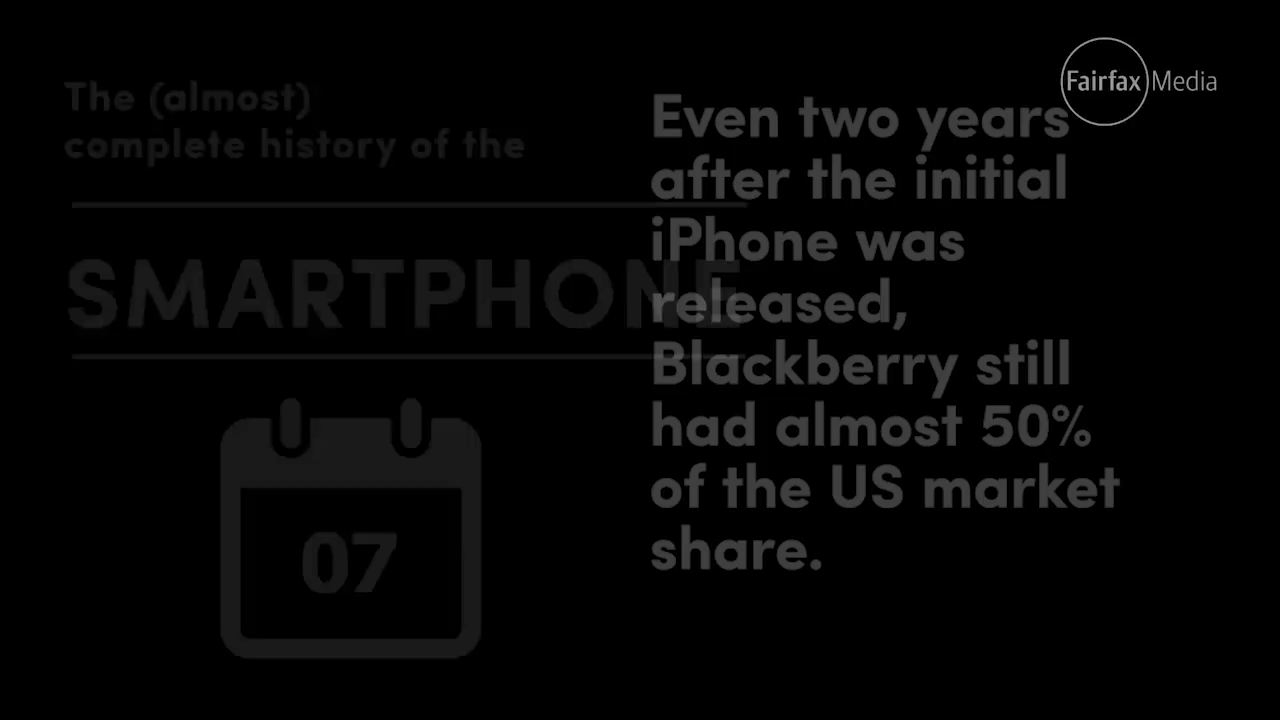 Fairfax Media
The (almost)
complete history of the
SMARTPHONE
07
Even two years
after the initial
iPhone was
released,
Blackberry still
had almost 50%
of the US market
share.